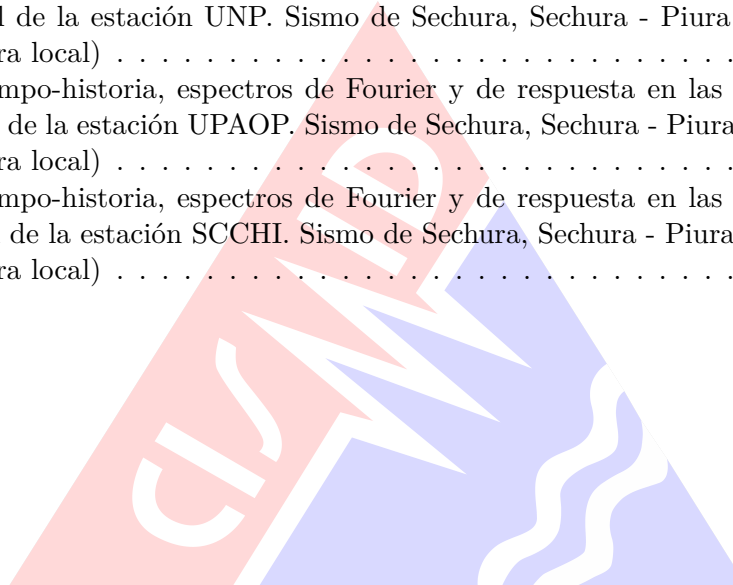 l de la estación UNP. Sismo de Sechura, Sechura - Piura
ra local) . . . . . . . . . . . . . . . . . . . . . . . . . . . . . . . . . . .
mpo-historia, espectros de Fourier y de respuesta en las
de la estación UPAOP. Sismo de Sechura, Sechura - Piura
ra local) . . . . . . . . . . . . . . . . . . . . . . . . . . . . . . . . . . .
mpo-historia, espectros de Fourier y de respuesta en las
de la estación SCCHI. Sismo de Sechura, Sechura - Piura
ra local) . . . . . . . . . . . . . . . . . . . . . . . . . . . . . . . . . . .
CISMID